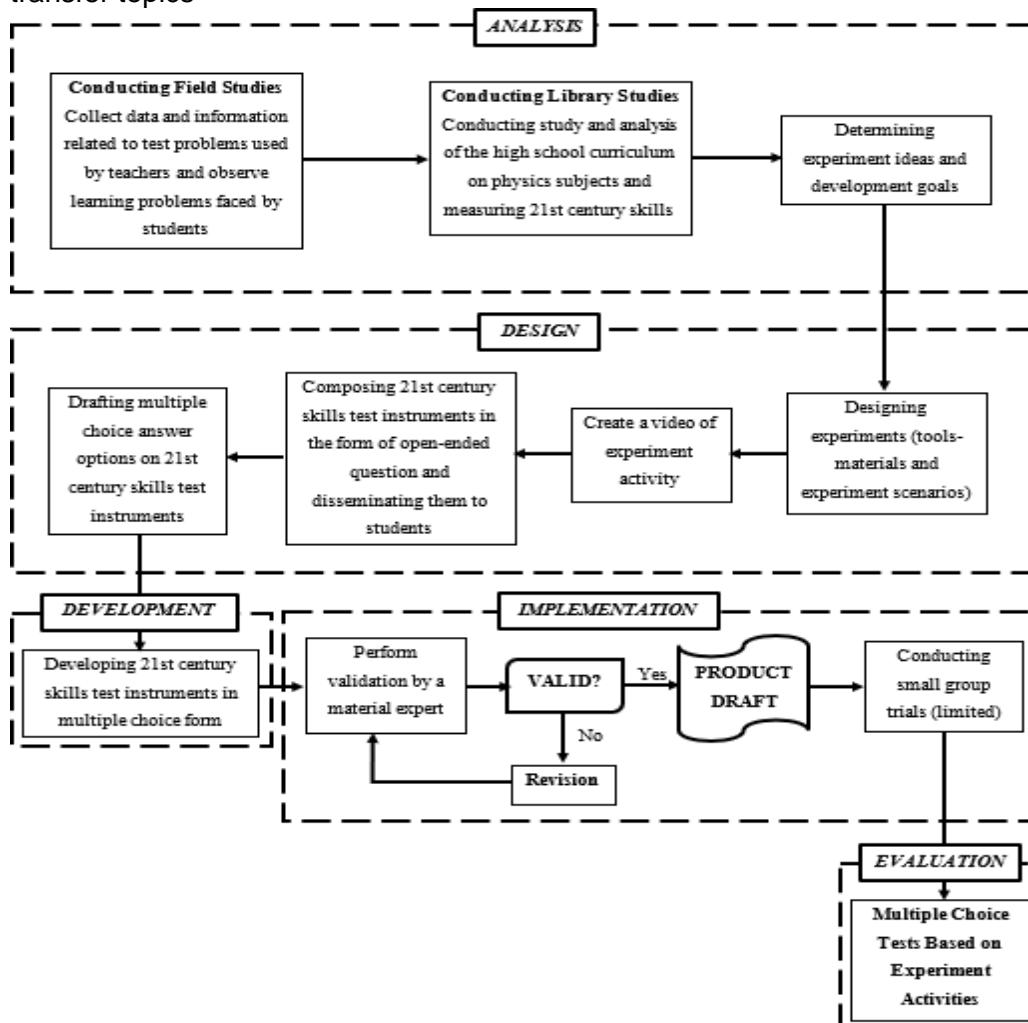 transfer topics
ANALYSIS
Conducting Field Studies
Collect data and information
related to test problems used
by teachers and observe
learning problems faced by
students
Conducting Library Studies
Conducting study and analysis
of the high school curriculum
on physics subjects and
measuring 21st century skills
Determining
experiment ideas and
development goals
DESIGN
Designing
experiments (tools-
materials and
experiment scenarios)
Create a video of
experiment
activity
Composing 21st century
skills test instruments in
the form of open-ended
question and
disseminating them to
students
Drafting multiple
choice answer
options on 21st
century skills test
instruments
DEVELOPMENT
Developing 21st century
skills test instruments in
multiple choice form
IMPLEMENTATION
Perform
validation by a
material expert
VALID?
Yes
No
Revision
PRODUCT
DRAFT
Conducting
small group
trials (limited)
EVALUATION
Multiple Choice
Tests Based on
Experiment
Activities